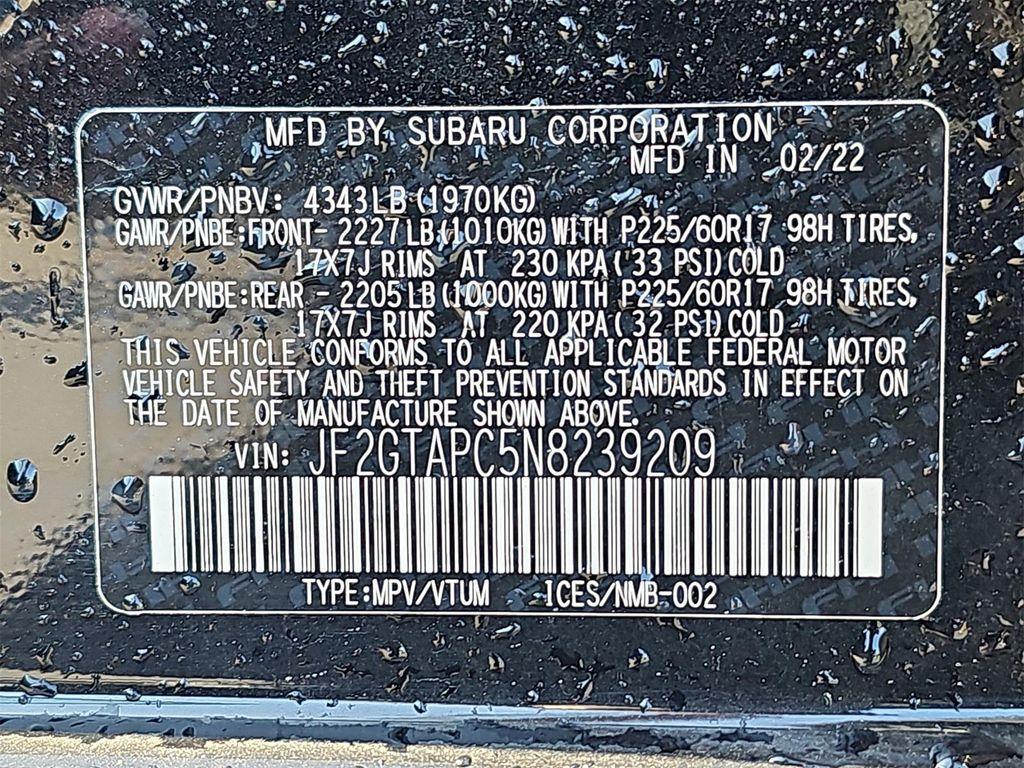 MFD BY SUBARU CORPORATION
MFD IN 02/22
GVWR/PNBV: 4343LB(1970KG)
GAWR/PNBE:FRONT- 2227LB(1010KG)WITH P225/60R17 98H TIRES,
17X7J RIMS AT 230 KPA( 33 PSI)COLD
GAWR/PNBE:REAR - 2205LB(1000KG)WITH P225/60R17 98H TIRES,
17X7J RIMS AT 220 KPA( 32 PSI)COLD
THIS VEHICLE CONFORMS TO ALL APPLICABLE FEDERAL MOTOR
VEHICLE SAFETY AND THEFT PREVENTION STANDARDS IN EFFECT ON
THE DATE OF MANUFACTURE SHOWN ABOVE.
VIN: JF2GTAPC5N8239209
TYPE:MPV/VTUM ICES/NMB-002